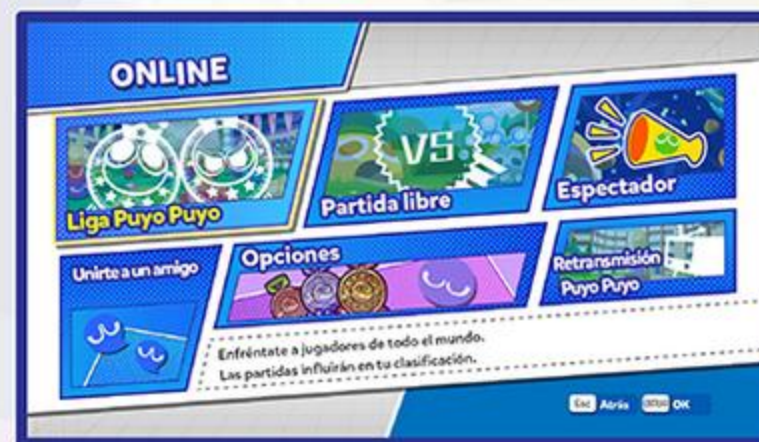 ONLINE
Liga Puyo Puyo
VS
Partida libre
Espectador
Unirte a un amigo
Opciones
Retransmisión
Puyo Puyo
Enfréntate a jugadores de todo el mundo.
Las partidas influirán en tu clasificación.
Esc Atrás OK